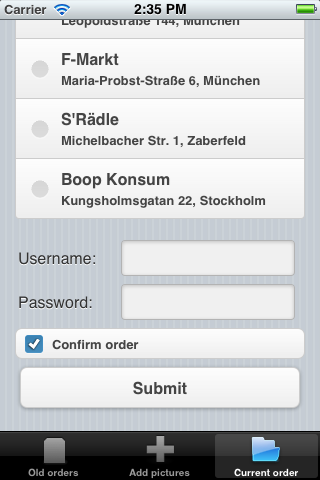 Carrier 2:35 PM
Leopoldstraße 144, München
F-Markt
Maria-Probst-Straße 6, München
S'Rädle
Michelbacher Str. 1, Zaberfeld
Boop Konsum
Kungsholmsgatan 22, Stockholm
Username:
Password:
Confirm order
Submit
Old orders Add pictures Current order